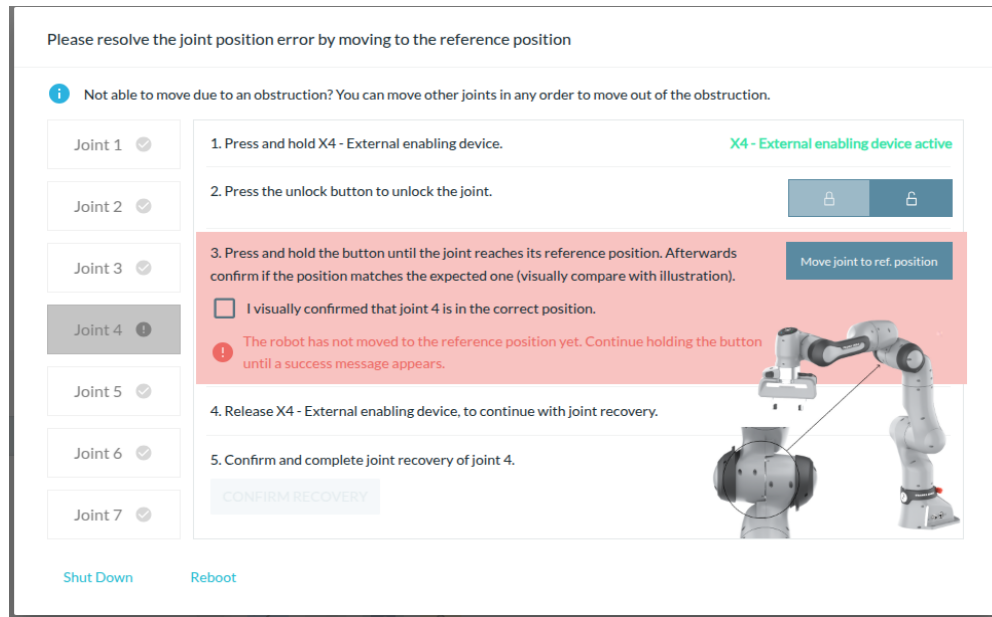 Please resolve the joint position error by moving to the reference position
Not able to move due to an obstruction? You can move other joints in any order to move out of the obstruction.
Joint 1
Joint 2
Joint 3
Joint 4
Joint 5
Joint 6
Joint 7
1. Press and hold X4 - External enabling device.
X4 - External enabling device active
2. Press the unlock button to unlock the joint.
3. Press and hold the button until the joint reaches its reference position. Afterwards
confirm if the position matches the expected one (visually compare with illustration).
Move joint to ref. position
I visually confirmed that joint 4 is in the correct position.
The robot has not moved to the reference position yet. Continue holding the button
until a success message appears.
4. Release X4 - External enabling device, to continue with joint recovery.
5. Confirm and complete joint recovery of joint 4.
CONFIRM RECOVERY
Shut Down
Reboot